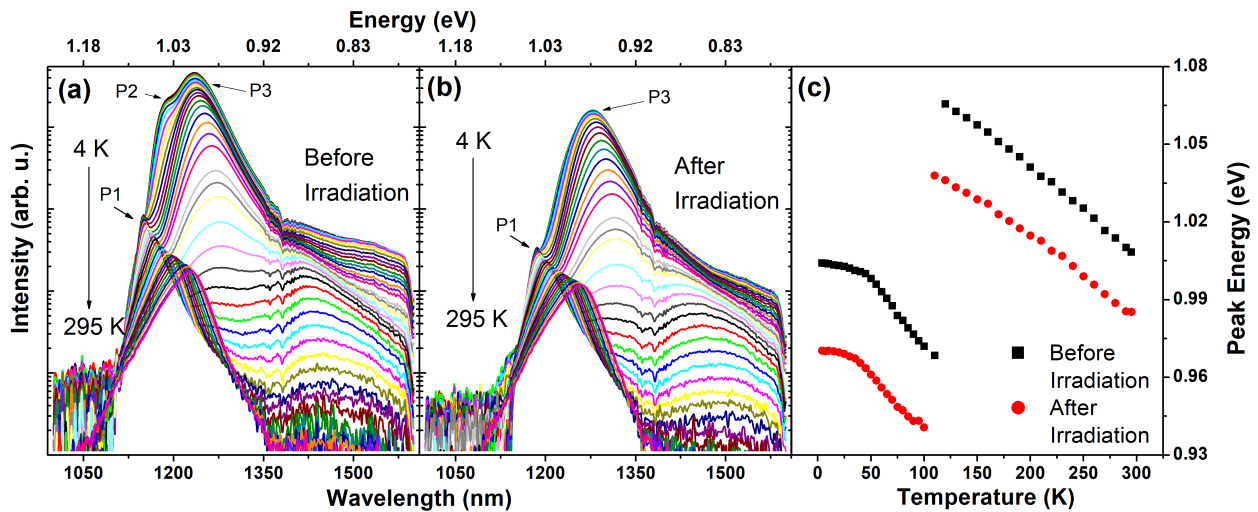 Energy (eV)
1.18 1.03 0.92 0.83 1.18 1.03 0.92 0.83
(a) P2 P3
4 K
P1
Before
Irradiation
295 K
(b) P3
4 K
After
Irradiation
P1
295 K
(c)
Before
Irradiation
After
Irradiation
1.08
1.05
1.02
0.99
0.96
0.93
Peak Energy (eV)
Intensity (arb. u.)
1050 1200 1350 1500 1050 1200 1350 1500 0 50 100 150 200 250 300
Wavelength (nm) Temperature (K)